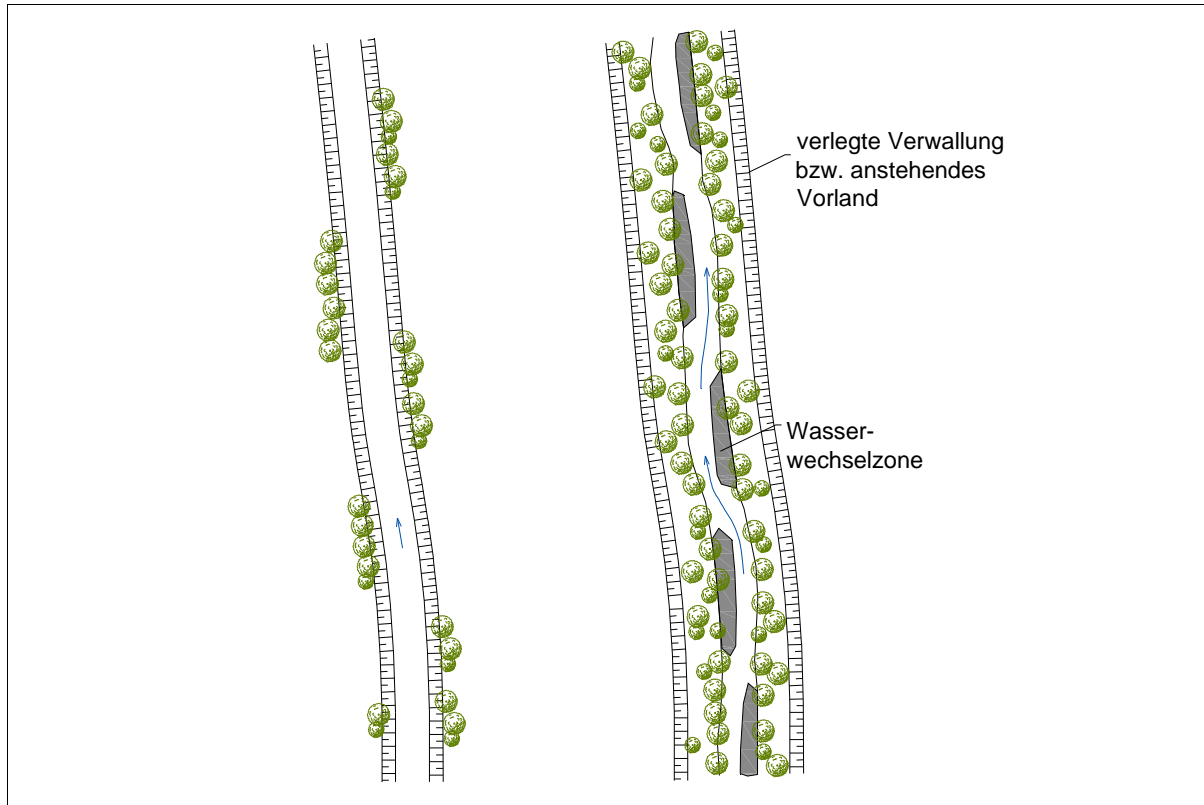 verlegte Verwallung
bzw. anstehendes
Vorland
Wasser-
wechselzone